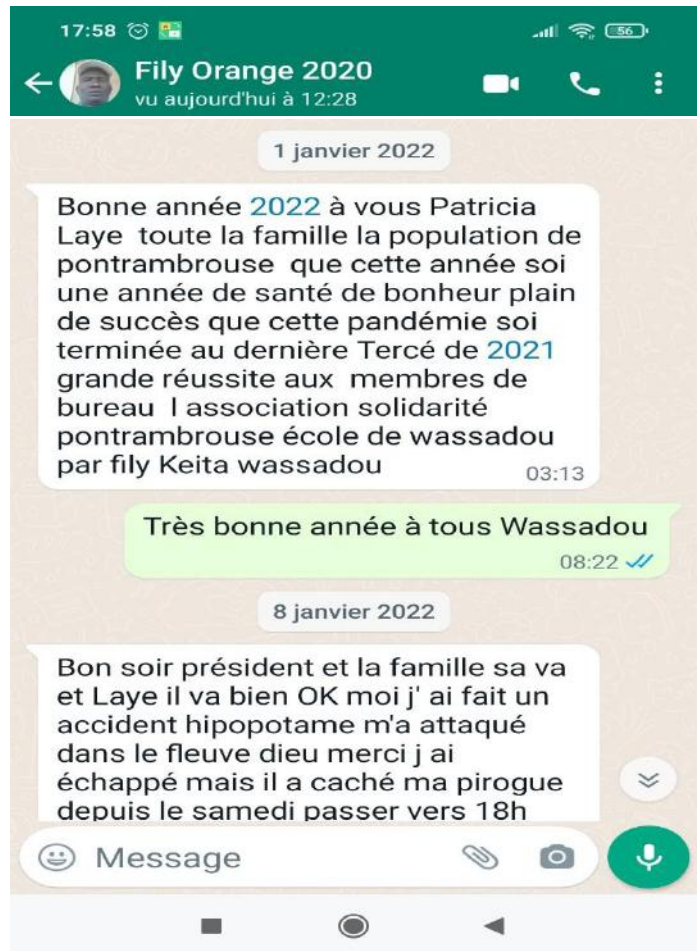 17:58
56
Fily Orange 2020
vu aujourd'hui à 12:28
1 janvier 2022
Bonne année 2022 à vous Patricia
Laye toute la famille la population de
pontrambrouse que cette année soi
une année de santé de bonheur plain
de succès que cette pandémie soi
terminée au dernière Tercé de 2021
grande réussite aux membres de
bureau l association solidarité
pontrambrouse école de wassadou
par fily Keita wassadou
03:13
Très bonne année à tous Wassadou
08:22
8 janvier 2022
Bon soir président et la famille sa va
et Laye il va bien OK moi j' ai fait un
accident hipopotame m'a attaqué
dans le fleuve dieu merci j ai
échappé mais il a caché ma pirogue
depuis le samedi passer vers 18h
Message